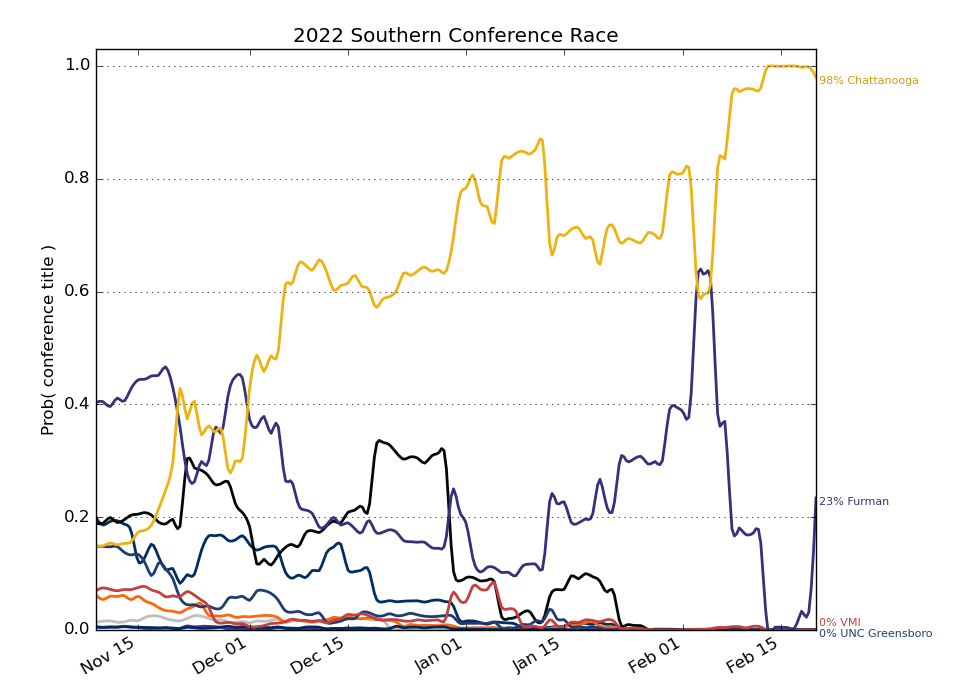 2022 Southern Conference Race
Prob( conference title )
1.0
0.8
0.6
0.4
0.2
0.0
Nov 15
Dec 01
Dec 15
Jan 01
Jan 15
Feb 01
Feb 15
98% Chattanooga
23% Furman
0% VMI
0% UNC Greensboro